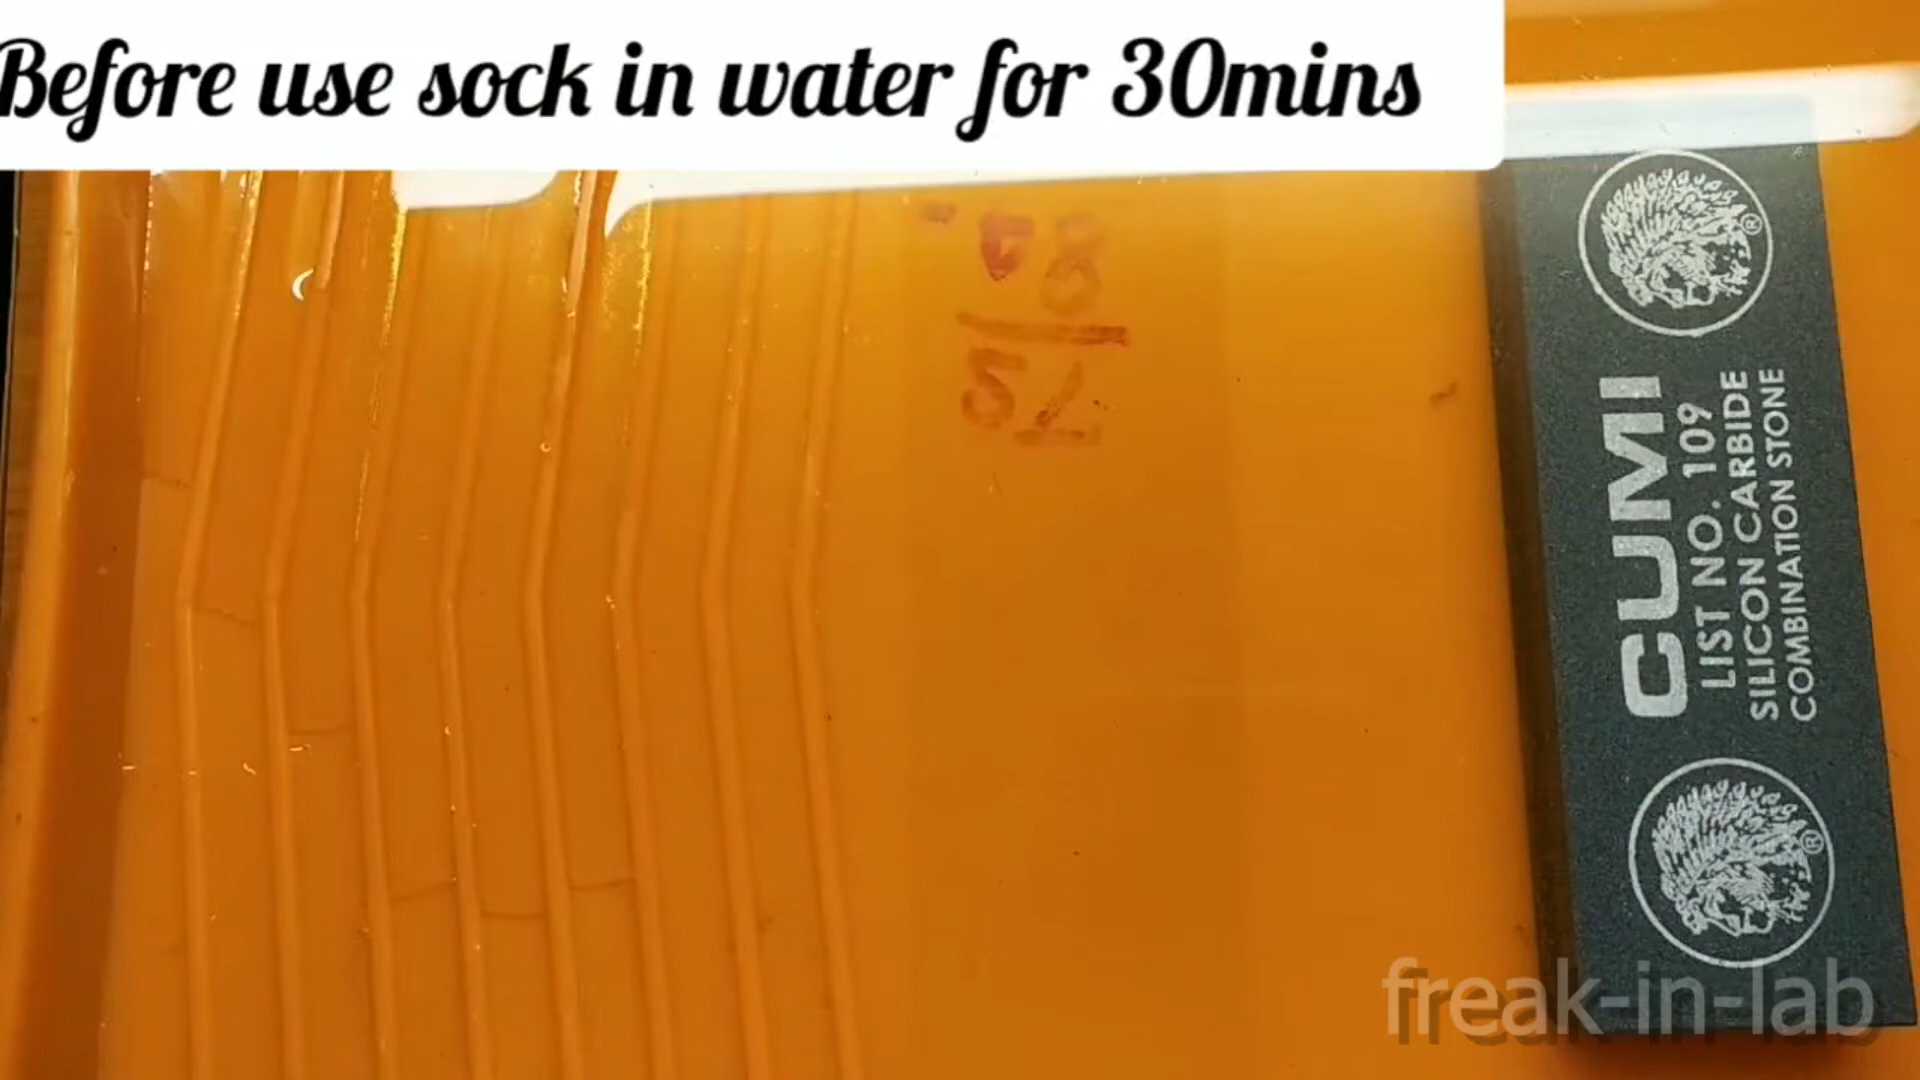 Before use sock in water for 30mins
CUMI
LIST NO. 109
SILICON CARBIDE
COMBINATION STONE
freak-in-lab